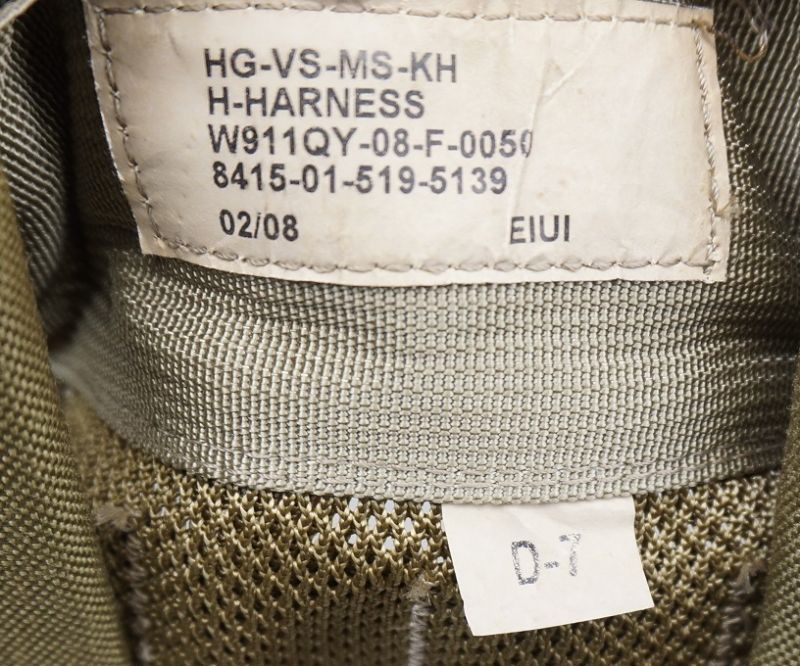 HG-VS-MS-KH
H-HARNESS
W911QY-08-F-0050
8415-01-519-5139
02/08 EIUI
D-7